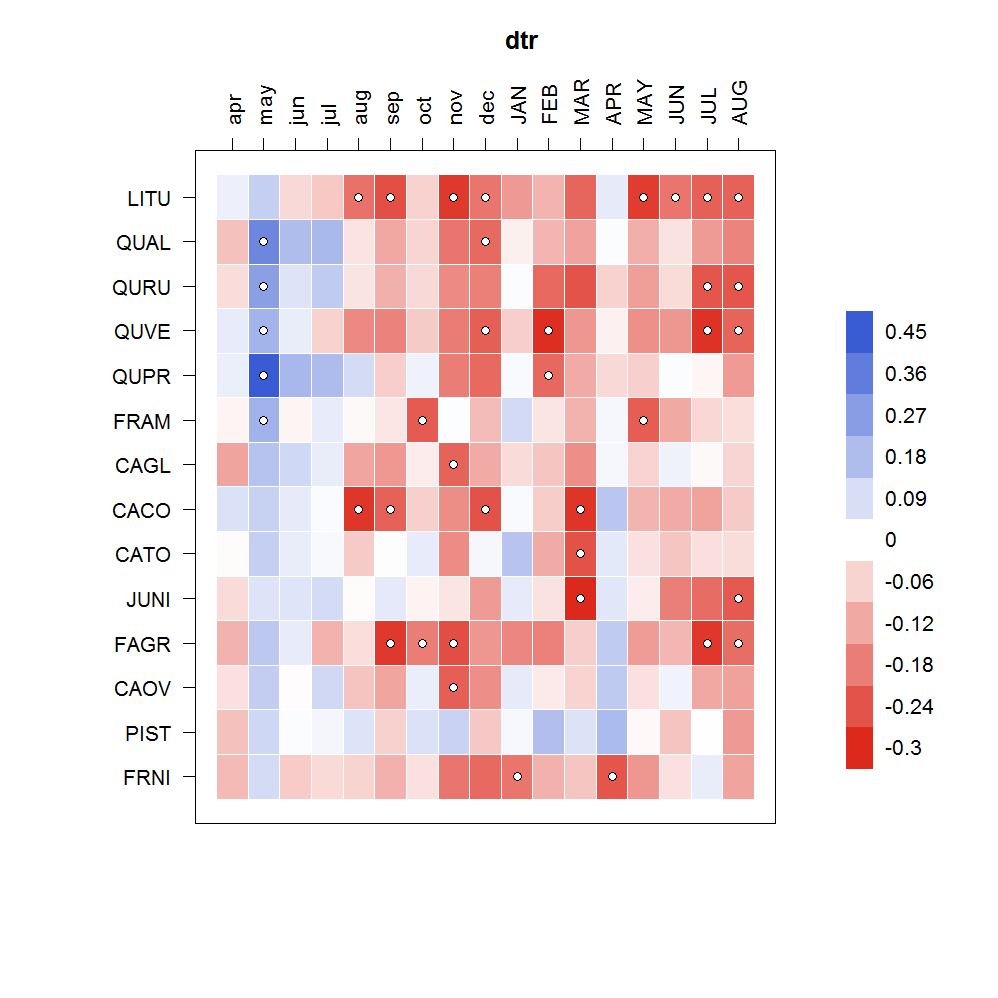 dtr
apr may jun jul aug sep oct nov dec JAN FEB MAR APR MAY JUN JUL AUG
LITU
QUAL
QURU
QUVE
QUPR
FRAM
CAGL
CACO
CATO
JUNI
FAGR
CAOV
PIST
FRNI
0.45
0.36
0.27
0.18
0.09
0
-0.06
-0.12
-0.18
-0.24
-0.3